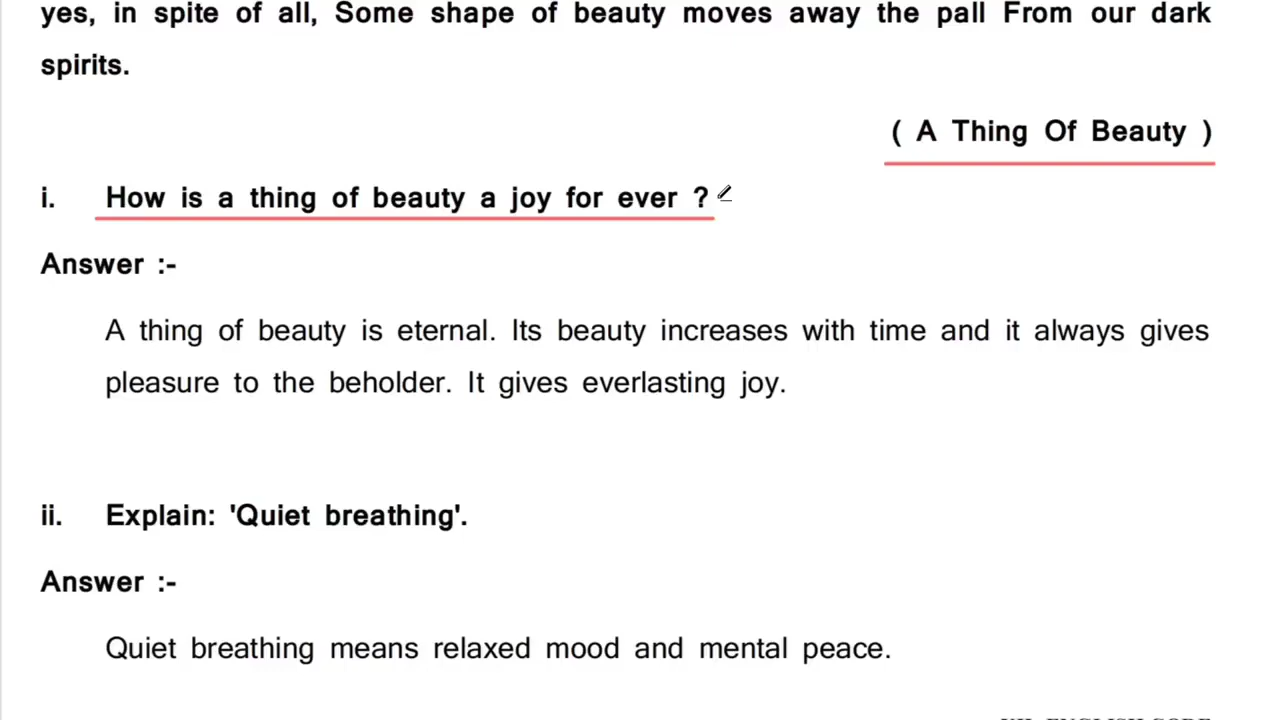 yes, in spite of all, Some shape of beauty moves away the pall From our dark
spirits.
( A Thing Of Beauty )
i. How is a thing of beauty a joy for ever ?
Answer :-
A thing of beauty is eternal. Its beauty increases with time and it always gives
pleasure to the beholder. It gives everlasting joy.
ii. Explain: 'Quiet breathing'.
Answer :-
Quiet breathing means relaxed mood and mental peace.